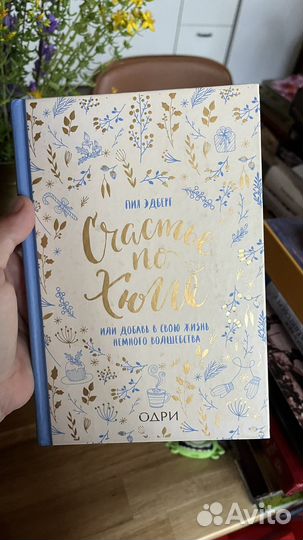 ПИА ЭДБЕРГ
Счастье
по-
Хюгге
ИЛИ ДОБАВЬ В СВОЮ ЖИЗНЬ
НЕМНОГО ВОЛШЕБСТВА
ОДРИ
Avito